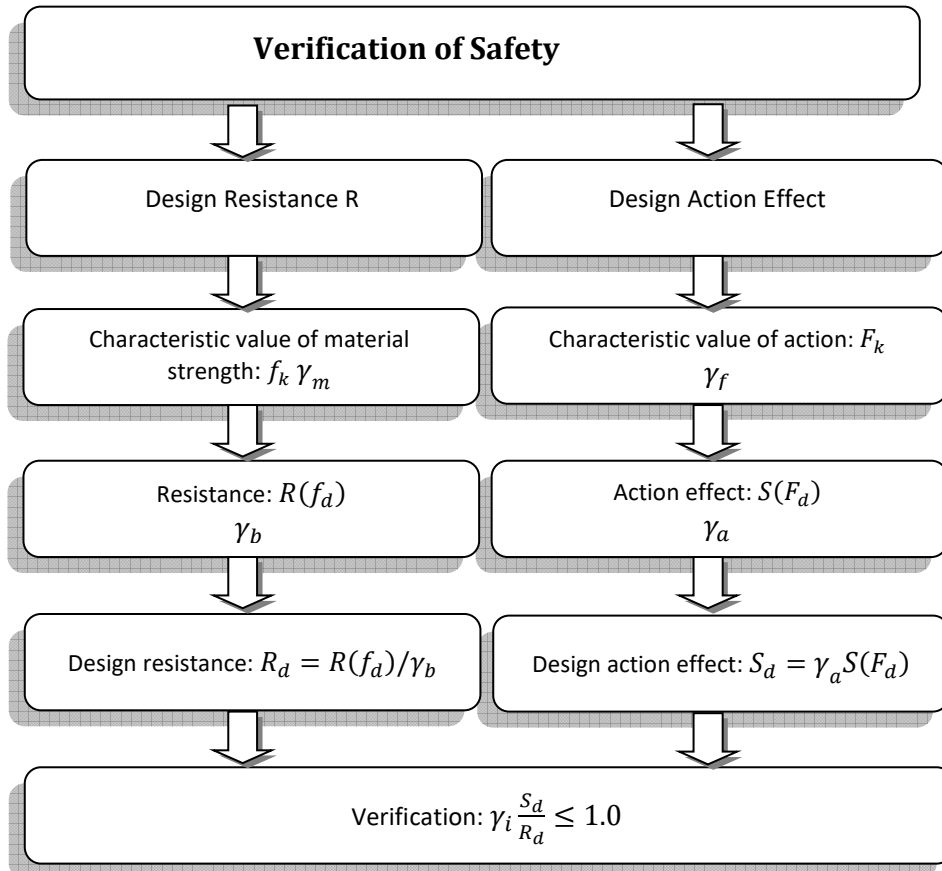 Verification of Safety
Design Resistance R
Design Action Effect
Characteristic value of material
strength: f_k γ_m
Characteristic value of action: F_k
γ_f
Resistance: R(f_d)
γ_b
Action effect: S(F_d)
γ_a
Design resistance: R_d = R(f_d)/γ_b
Design action effect: S_d = γ_a S(F_d)
Verification: γ_i S_d/R_d ≤ 1.0